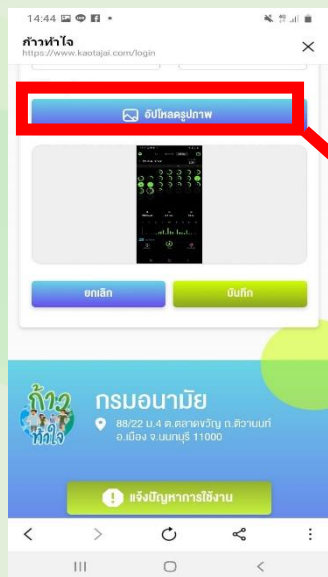 14:44
ก้าวท้าใจ
https://www.kaotajai.com/login
อัปโหลดรูปภาพ
ยกเลิก
บันทึก
ก้าว
ท้าใจ
กรมอนามัย
88/22 ม.4 ต.ตลาดขวัญ ถ.ติวานนท์
อ.เมือง จ.นนทบุรี 11000
แจ้งปัญหาการใช้งาน